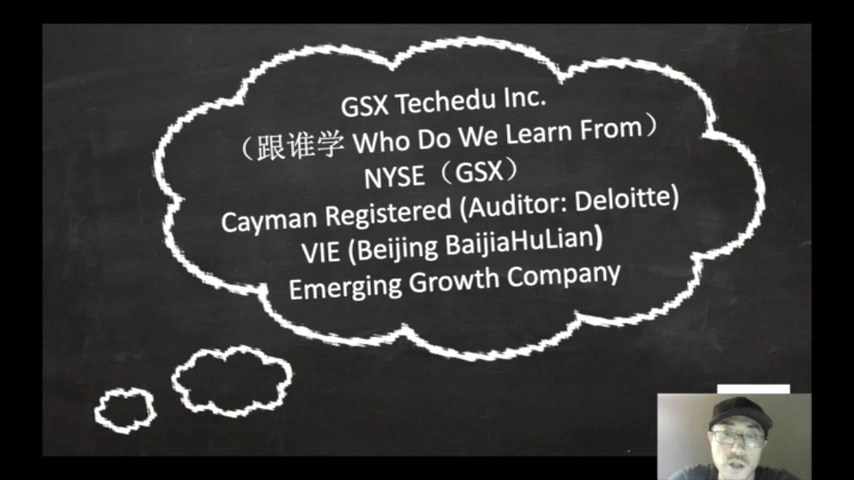 GSX Techedu Inc.
（跟谁学 Who Do We Learn From）
NYSE（GSX）
Cayman Registered (Auditor: Deloitte)
VIE (Beijing BaijiaHuLian)
Emerging Growth Company